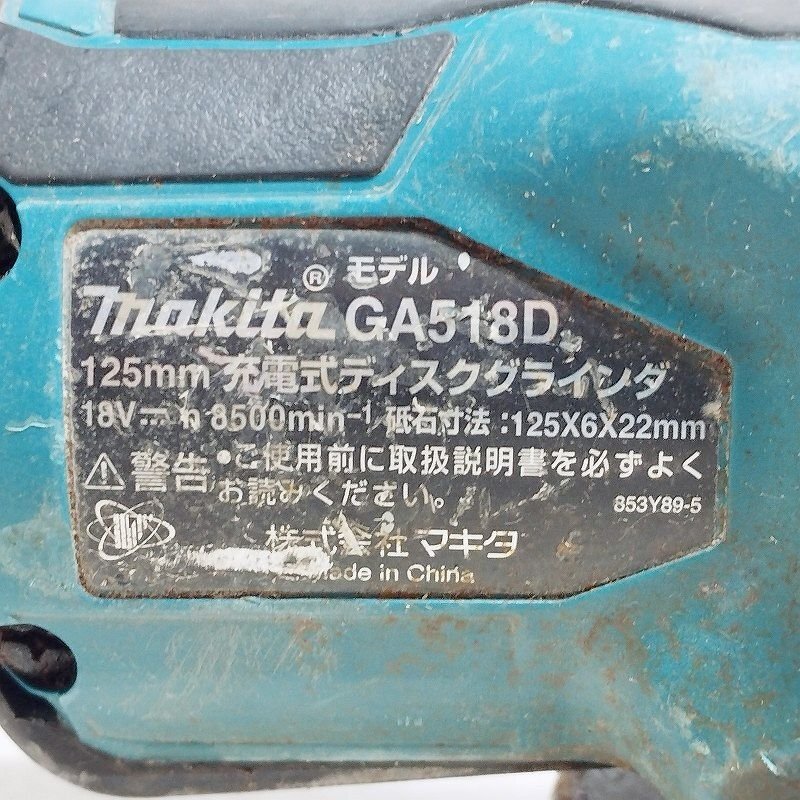 モデル
makita® GA518D
125mm 充電式ディスクグラインダ
18V⎓ n 8500min⁻¹ 砥石寸法:125X6X22mm
⚠警告 •ご使用前に取扱説明書を必ずよく
お読みください。
853Y89-5
株式会社 マキタ
Made in China